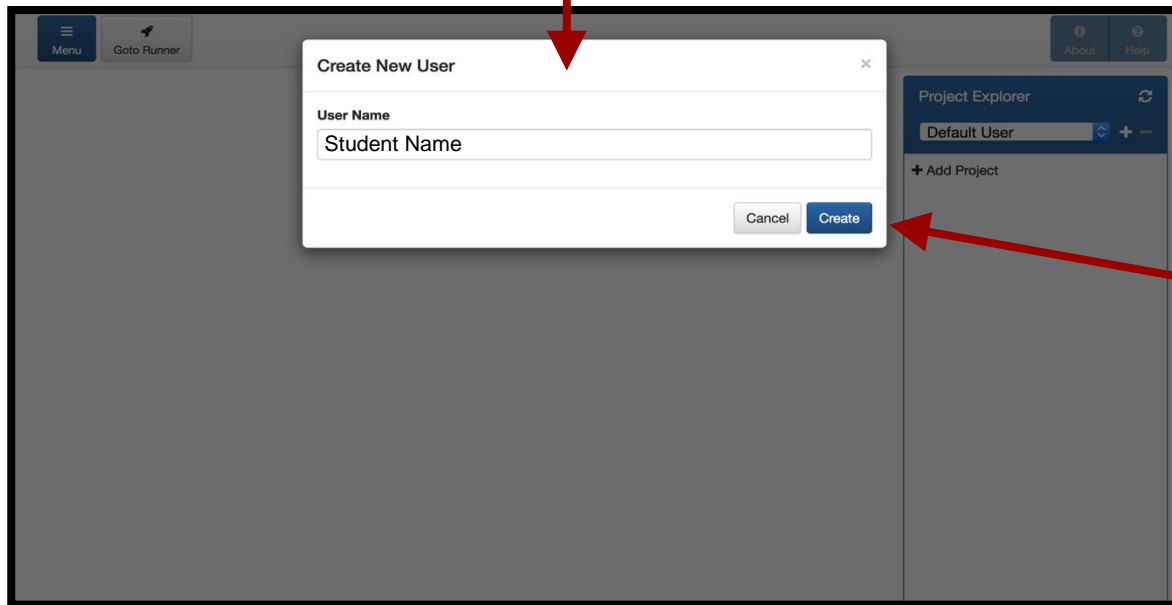 Menu
Goto Runner
About
Help
Create New User
×
User Name
Student Name
Cancel
Create
Project Explorer
Default User
+ Add Project